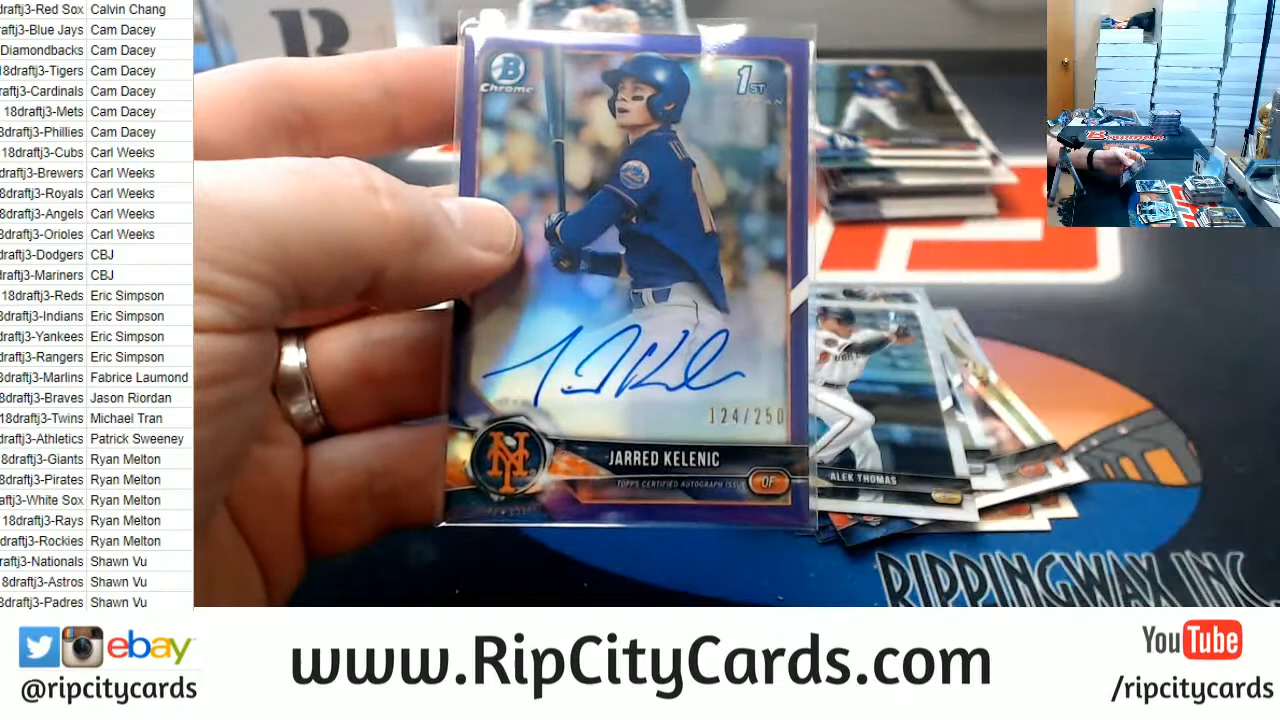 draftj3-Red Sox Calvin Chang
draftj3-Blue Jays Cam Dacey
Diamondbacks Cam Dacey
18draftj3-Tigers Cam Dacey
raftj3-Cardinals Cam Dacey
18draftj3-Mets Cam Dacey
8draftj3-Phillies Cam Dacey
18draftj3-Cubs Carl Weeks
draftj3-Brewers Carl Weeks
8draftj3-Royals Carl Weeks
8draftj3-Angels Carl Weeks
8draftj3-Orioles Carl Weeks
draftj3-Dodgers CBJ
raftj3-Mariners CBJ
18draftj3-Reds Eric Simpson
8draftj3-Indians Eric Simpson
raftj3-Yankees Eric Simpson
raftj3-Rangers Eric Simpson
8draftj3-Marlins Fabrice Laumond
8draftj3-Braves Jason Riordan
18draftj3-Twins Michael Tran
draftj3-Athletics Patrick Sweeney
8draftj3-Giants Ryan Melton
8draftj3-Pirates Ryan Melton
aftj3-White Sox Ryan Melton
18draftj3-Rays Ryan Melton
draftj3-Rockies Ryan Melton
raftj3-Nationals Shawn Vu
8draftj3-Astros Shawn Vu
8draftj3-Padres Shawn Vu
B
Chrome
1ST
124/250
JARRED KELENIC
TOPPS CERTIFIED AUTOGRAPH ISSUE
OF
NY
ALEK THOMAS
RIPPINGWAX INC.
ebay
@ripcitycards
www.RipCityCards.com
YouTube
/ripcitycards